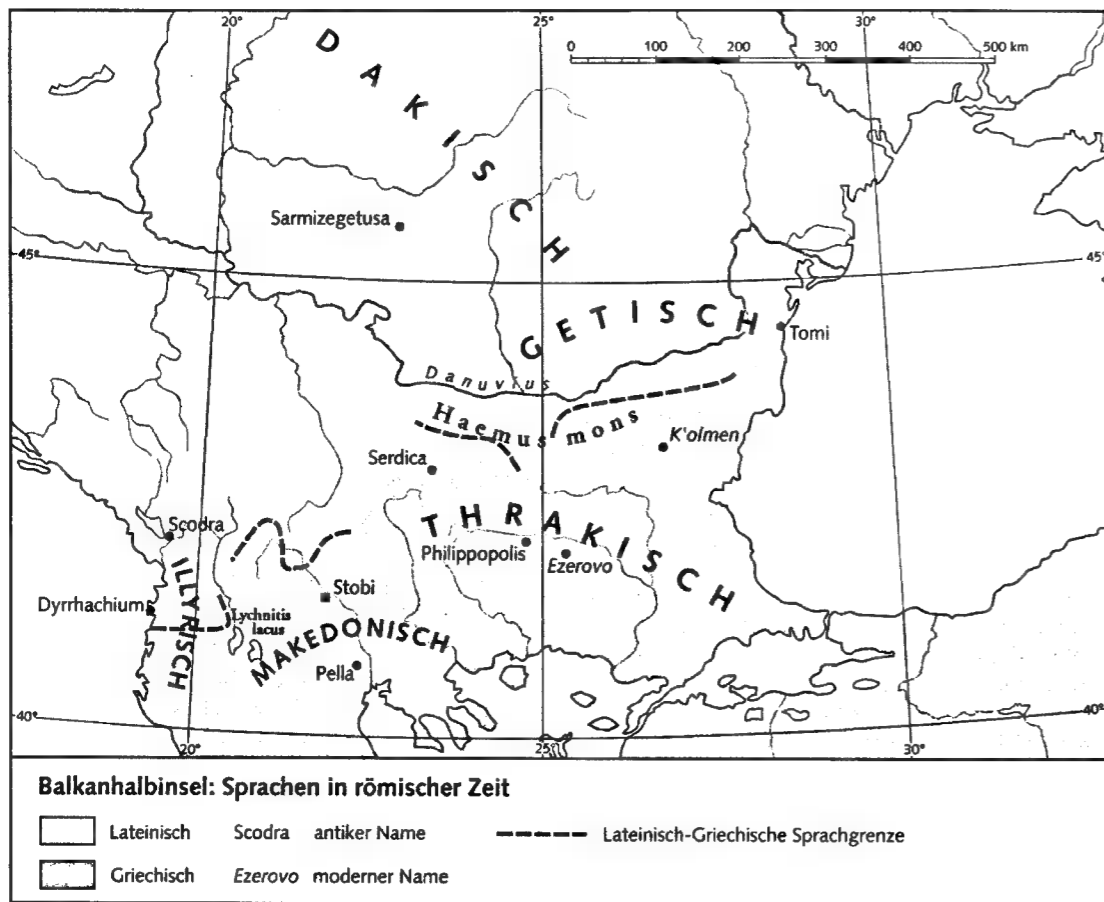 20°
25°
30°
0 100 200 300 400 500 km
DAKISCH
Sarmizegetusa
45°
45°
GETISCH
Tomi
Danuvius
Haemus mons
K'olmen
Serdica
THRAKISCH
Scodra
Philippopolis
Ezerovo
ILLYRISCH
Stobi
Dyrrhachium
Lychnitis
lacus
MAKEDONISCH
Pella
40°
40°
20°
25°
30°
Balkanhalbinsel: Sprachen in römischer Zeit
Lateinisch Scodra antiker Name Lateinisch-Griechische Sprachgrenze
Griechisch Ezerovo moderner Name